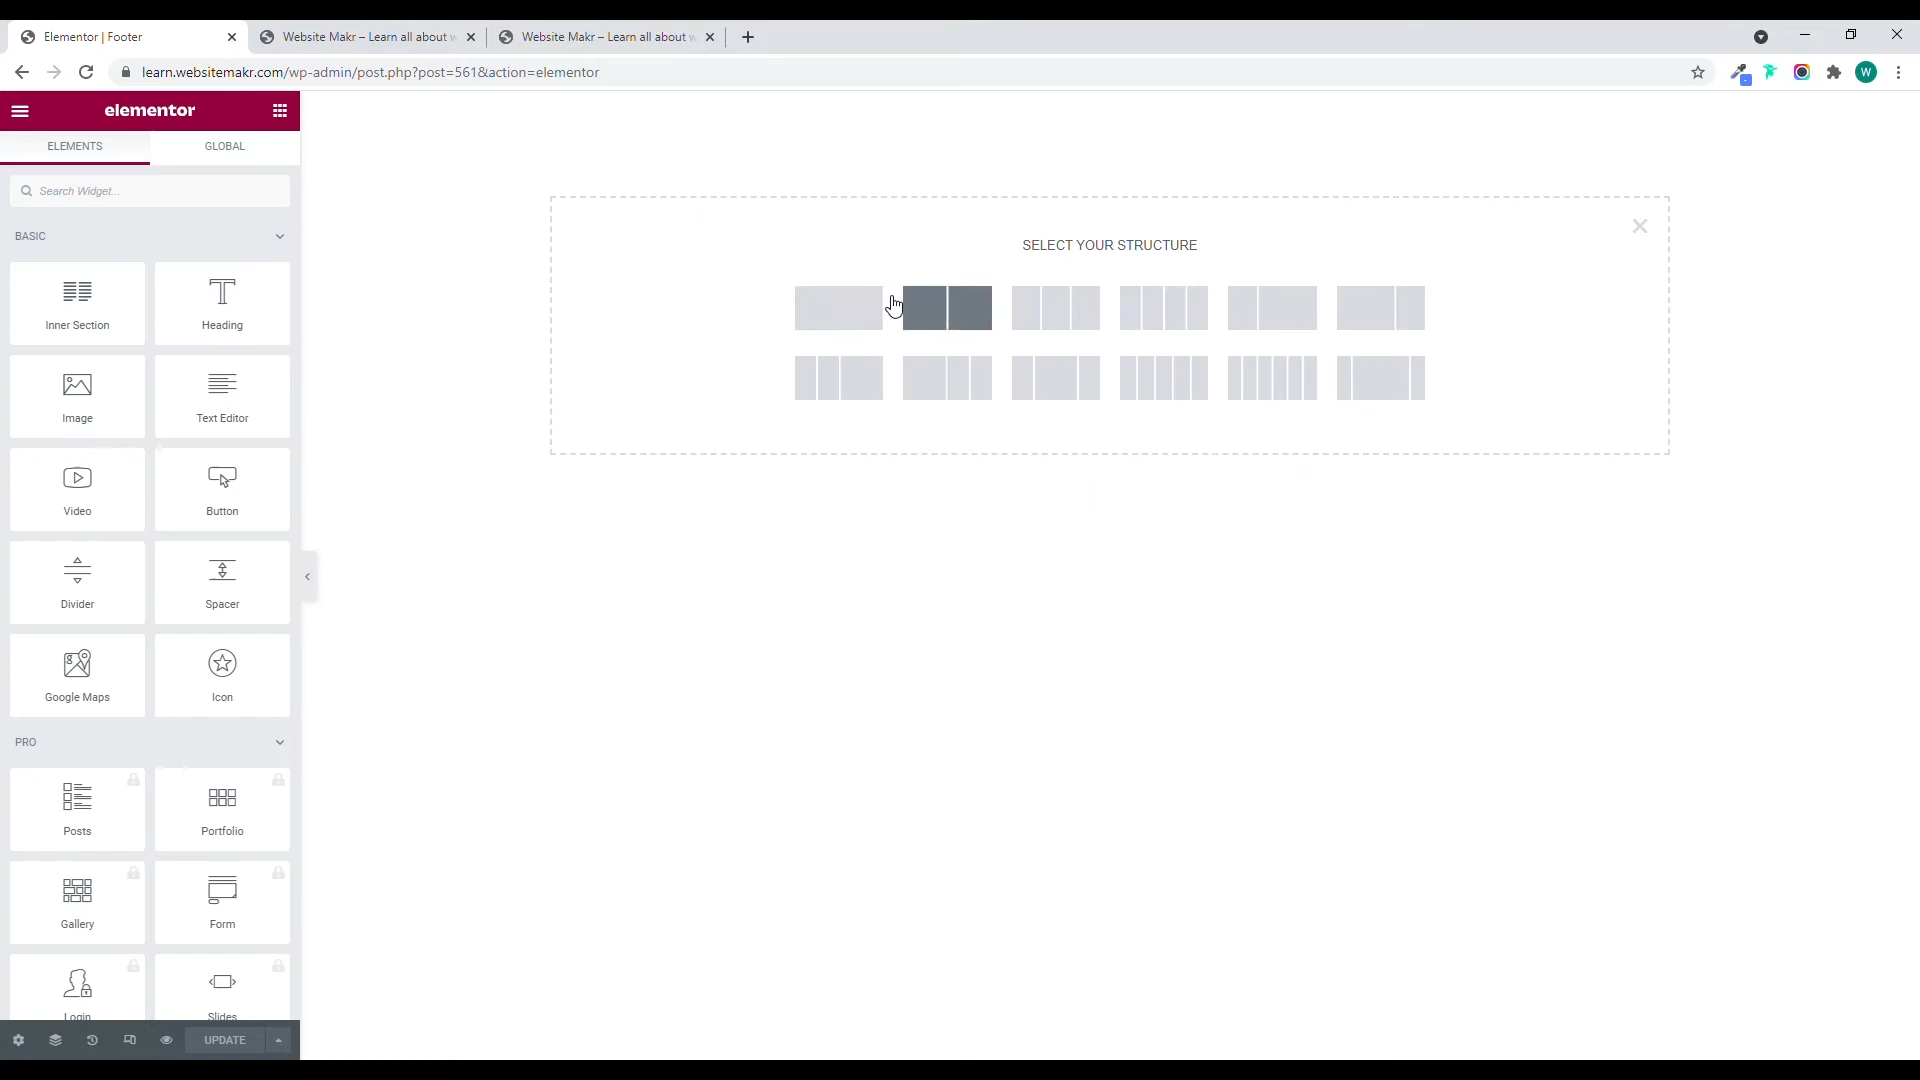 Elementor | Footer
Website Makr – Learn all about w
Website Makr – Learn all about w
learn.websitemakr.com/wp-admin/post.php?post=561&action=elementor
W
elementor
ELEMENTS
GLOBAL
Search Widget...
BASIC
SELECT YOUR STRUCTURE
Inner Section
Heading
Image
Text Editor
Video
Button
Divider
Spacer
Google Maps
Icon
PRO
Posts
Portfolio
Gallery
Form
Login
Slides
UPDATE